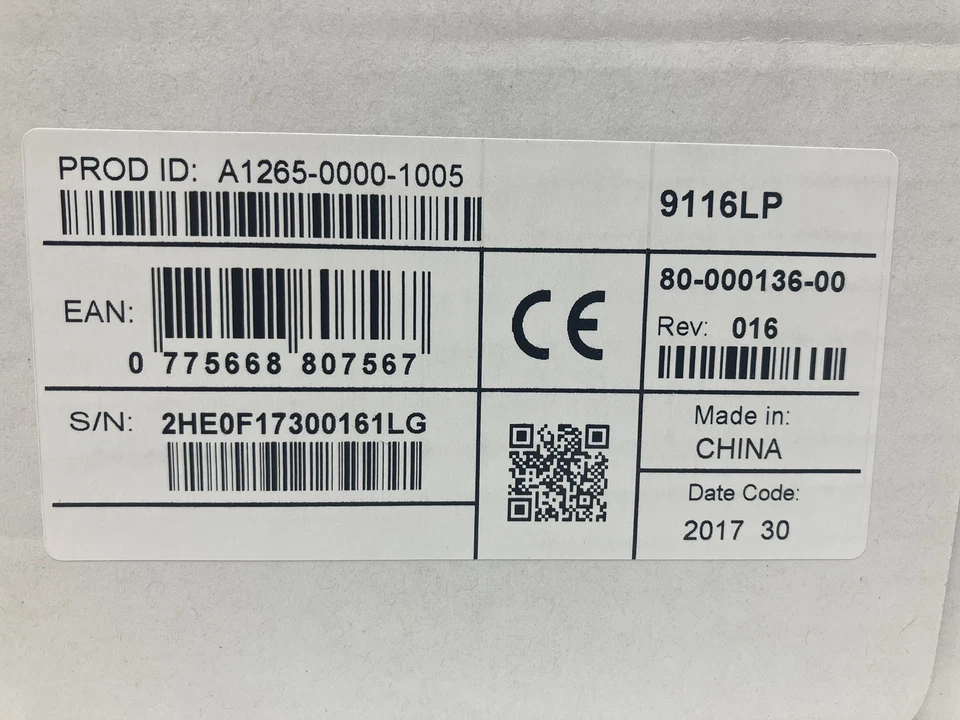 PROD ID: A1265-0000-1005
9116LP
EAN:
0 775668 807567
CE
80-000136-00
Rev: 016
S/N: 2HE0F17300161LG
Made in:
CHINA
Date Code:
2017 30